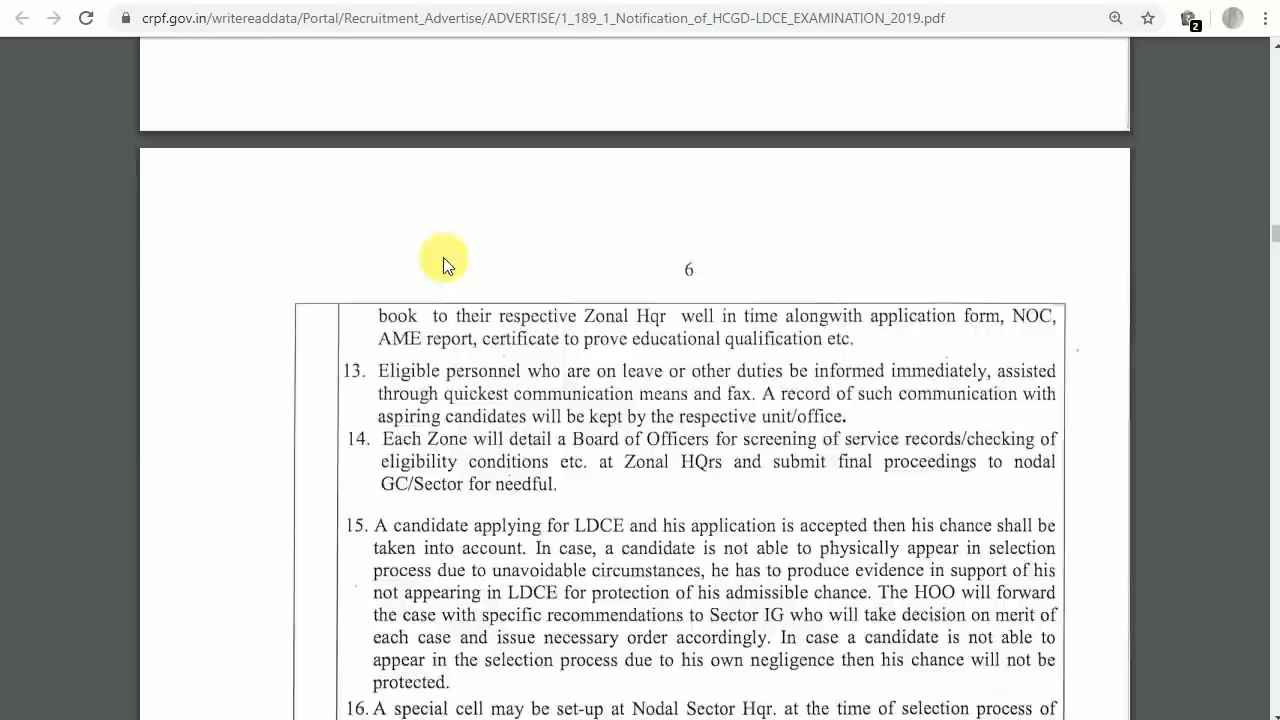 crpf.gov.in/writereaddata/Portal/Recruitment_Advertise/ADVERTISE/1_189_1_Notification_of_HCGD-LDCE_EXAMINATION_2019.pdf
2
6
book to their respective Zonal Hqr well in time alongwith application form, NOC,
AME report, certificate to prove educational qualification etc.
13. Eligible personnel who are on leave or other duties be informed immediately, assisted
through quickest communication means and fax. A record of such communication with
aspiring candidates will be kept by the respective unit/office.
14. Each Zone will detail a Board of Officers for screening of service records/checking of
eligibility conditions etc. at Zonal HQrs and submit final proceedings to nodal
GC/Sector for needful.
15. A candidate applying for LDCE and his application is accepted then his chance shall be
taken into account. In case, a candidate is not able to physically appear in selection
process due to unavoidable circumstances, he has to produce evidence in support of his
not appearing in LDCE for protection of his admissible chance. The HOO will forward
the case with specific recommendations to Sector IG who will take decision on merit of
each case and issue necessary order accordingly. In case a candidate is not able to
appear in the selection process due to his own negligence then his chance will not be
protected.
16. A special cell may be set-up at Nodal Sector Hqr. at the time of selection process of